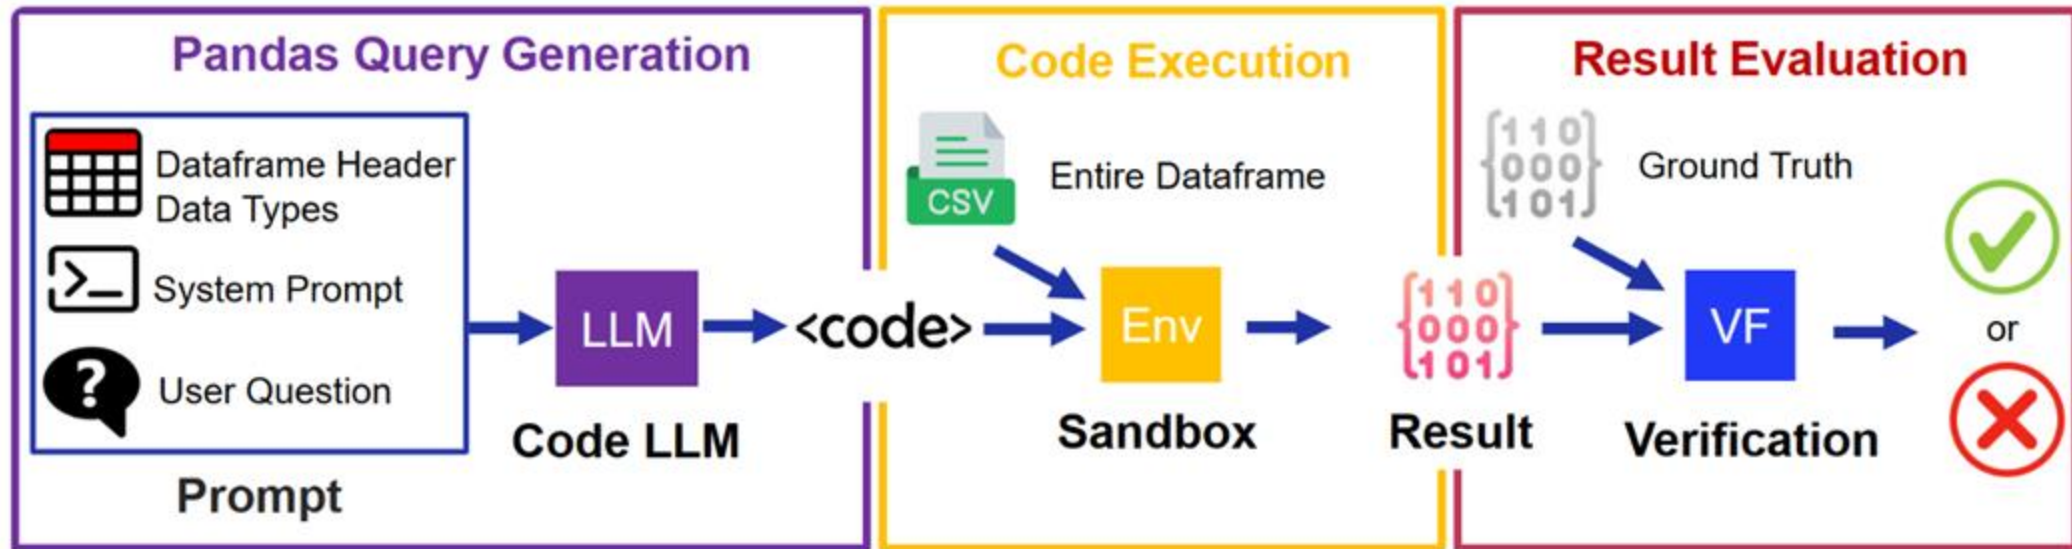 Pandas Query Generation
Dataframe Header
Data Types
System Prompt
?
User Question
Prompt
LLM
Code LLM
<code>
Code Execution
CSV
Entire Dataframe
Env
Sandbox
{110
000
101}
Result
Result Evaluation
{110
000
101}
Ground Truth
VF
Verification
or